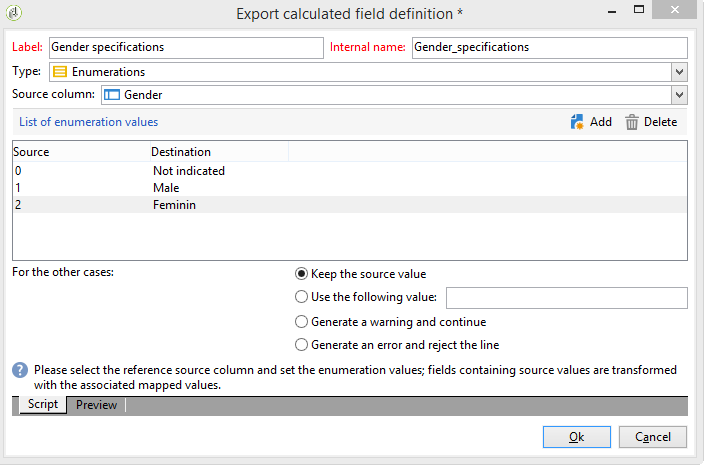 Export calculated field definition *
Label: Gender specifications Internal name: Gender_specifications
Type: Enumerations
Source column: Gender
List of enumeration values Add Delete
Source Destination
0 Not indicated
1 Male
2 Feminin
For the other cases: Keep the source value
Use the following value:
Generate a warning and continue
Generate an error and reject the line
? Please select the reference source column and set the enumeration values; fields containing source values are transformed
with the associated mapped values.
Script Preview
Ok Cancel